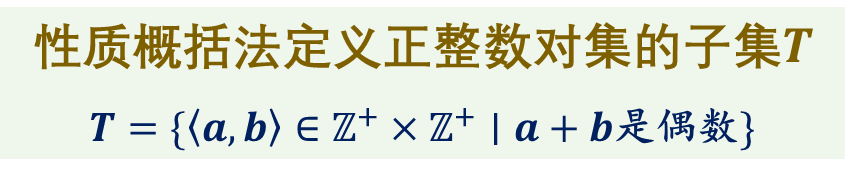 性质概括法定义正整数对集的子集T
T = {⟨a, b⟩ ∈ ℤ⁺ × ℤ⁺ ∣ a + b是偶数}